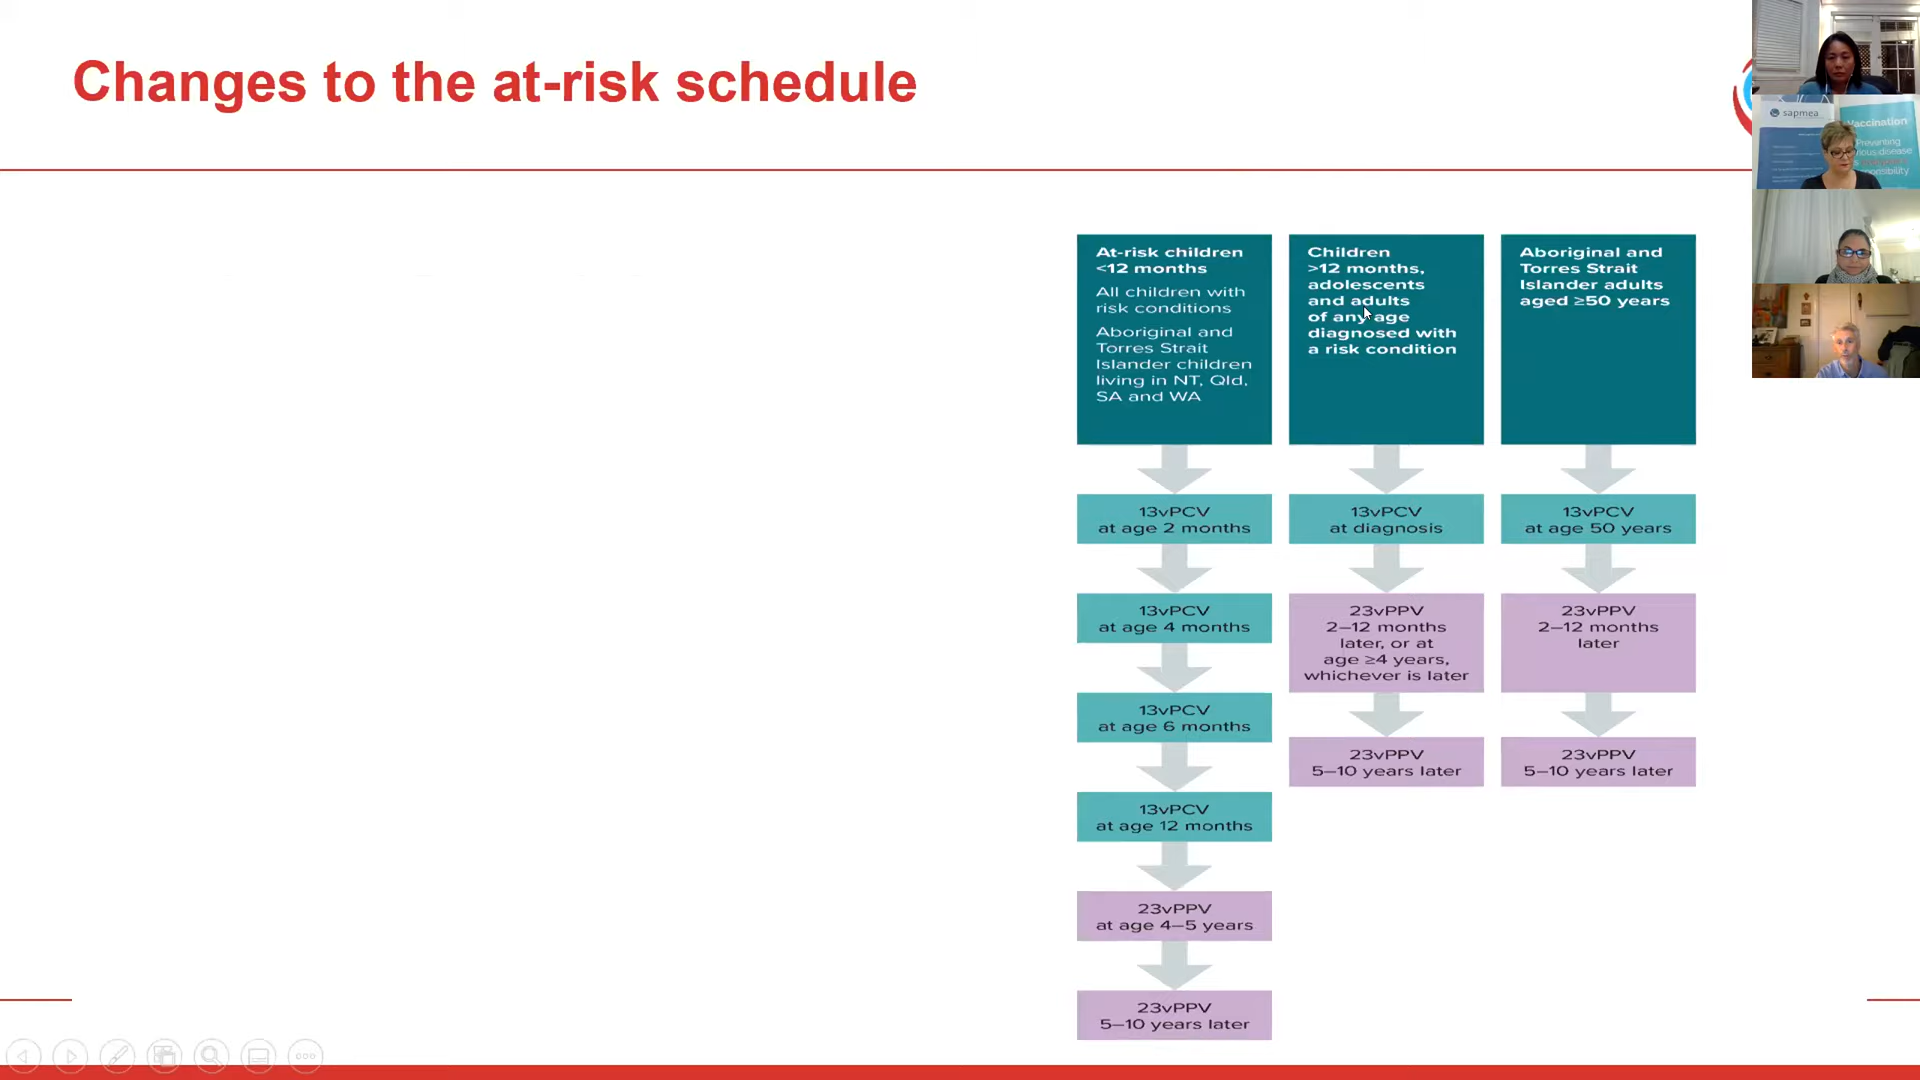 Changes to the at-risk schedule
At-risk children
<12 months
All children with
risk conditions
Aboriginal and
Torres Strait
Islander children
living in NT, Qld,
SA and WA
13vPCV
at age 2 months
13vPCV
at age 4 months
13vPCV
at age 6 months
13vPCV
at age 12 months
23vPPV
at age 4–5 years
23vPPV
5–10 years later
Children
>12 months,
adolescents
and adults
of any age
diagnosed with
a risk condition
13vPCV
at diagnosis
23vPPV
2–12 months
later, or at
age ≥4 years,
whichever is later
23vPPV
5–10 years later
Aboriginal and
Torres Strait
Islander adults
aged ≥50 years
13vPCV
at age 50 years
23vPPV
2–12 months
later
23vPPV
5–10 years later
sapmea
Vaccination
Preventing